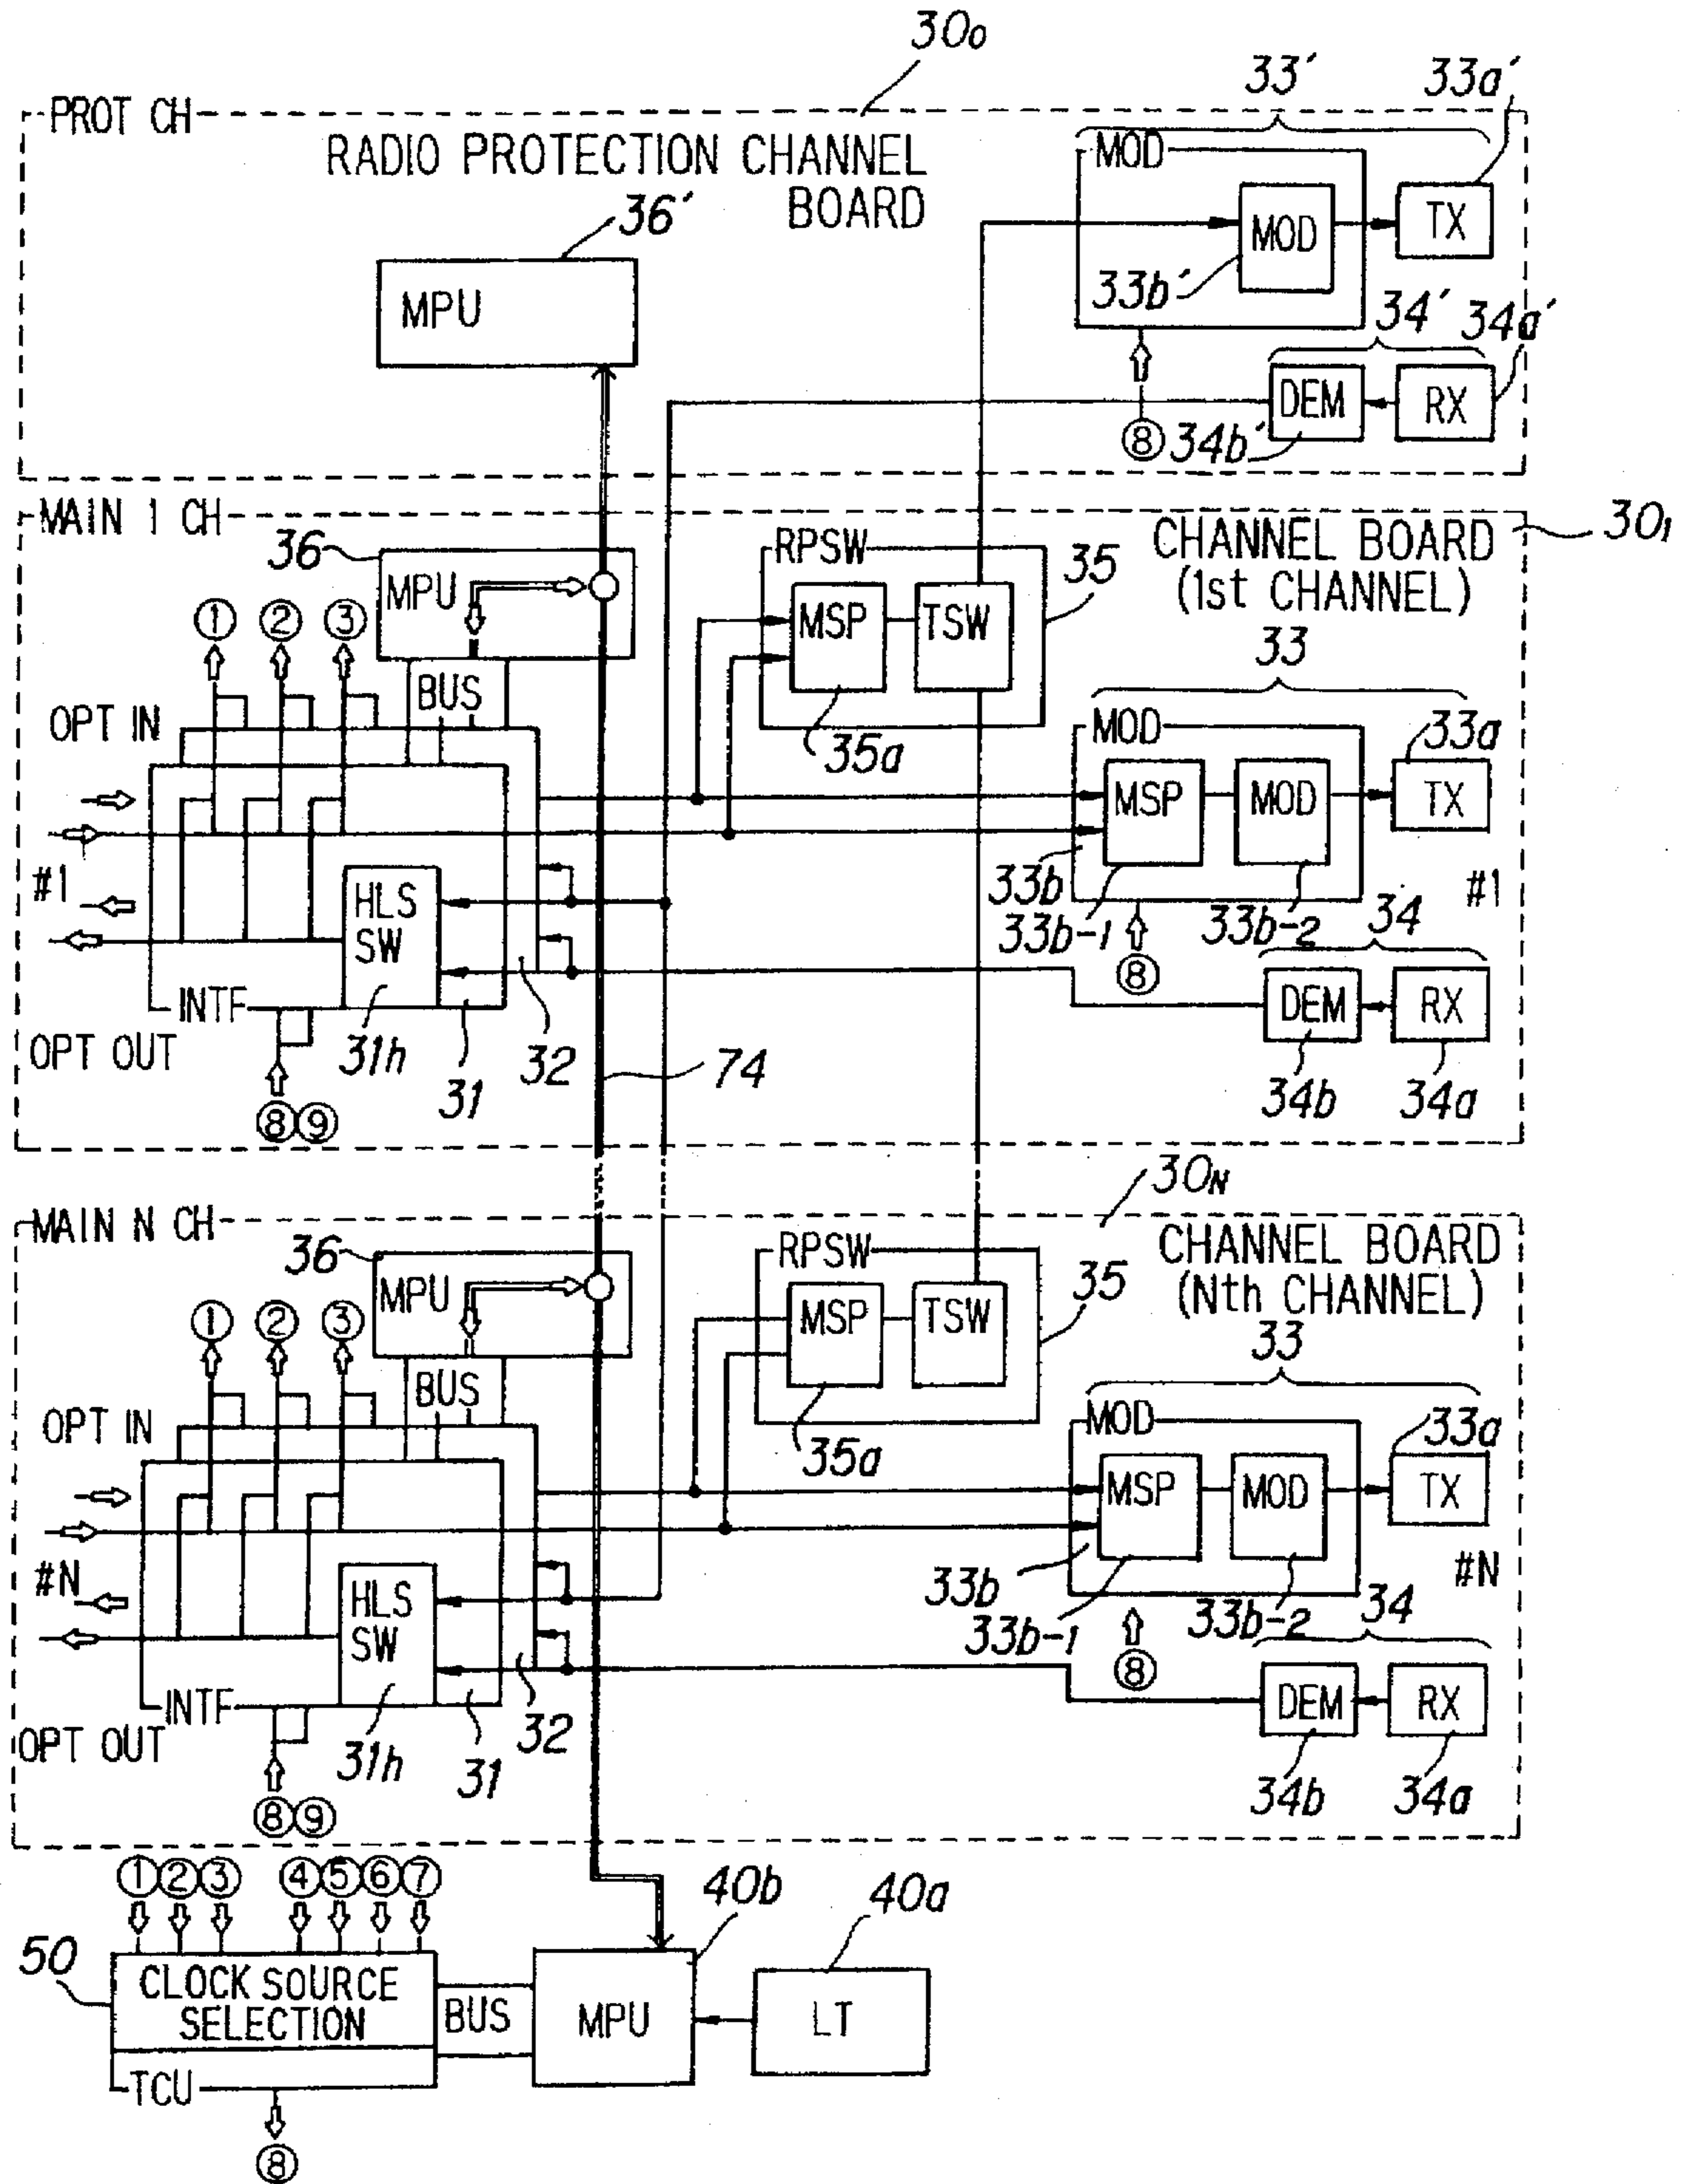 30₀
PROT CH
RADIO PROTECTION CHANNEL
BOARD
33′
33a′
MOD
MOD
TX
33b′
36′
MPU
34′
34a′
DEM
RX
⑧
34b′
MAIN 1 CH
CHANNEL BOARD
(1st CHANNEL)
30₁
36
MPU
BUS
RPSW
35
MSP
TSW
35a
① ② ③
OPT IN
33
MOD
33a
MSP
MOD
TX
33b
33b-1
33b-2
⑧
#1
#1
HLS
SW
INTF
OPT OUT
31h
31
32
⑧⑨
74
34
DEM
RX
34b
34a
30N
MAIN N CH
CHANNEL BOARD
(Nth CHANNEL)
36
MPU
BUS
RPSW
35
MSP
TSW
35a
① ② ③
OPT IN
33
MOD
33a
MSP
MOD
TX
33b
33b-1
33b-2
⑧
#N
#N
HLS
SW
INTF
OPT OUT
31h
31
32
⑧⑨
34
DEM
RX
34b
34a
①②③ ④⑤⑥⑦
50
CLOCK SOURCE
SELECTION
TCU
BUS
MPU
40b
LT
40a
⑧